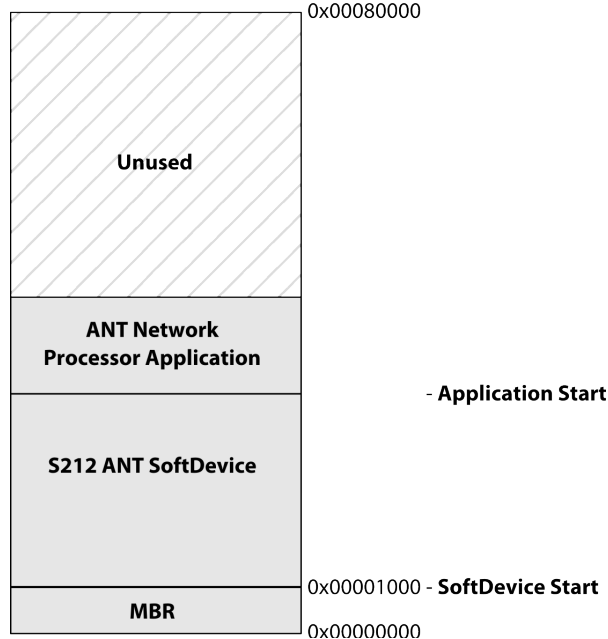 0x00080000
Unused
ANT Network
Processor Application
- Application Start
S212 ANT SoftDevice
0x00001000 - SoftDevice Start
MBR
0x00000000